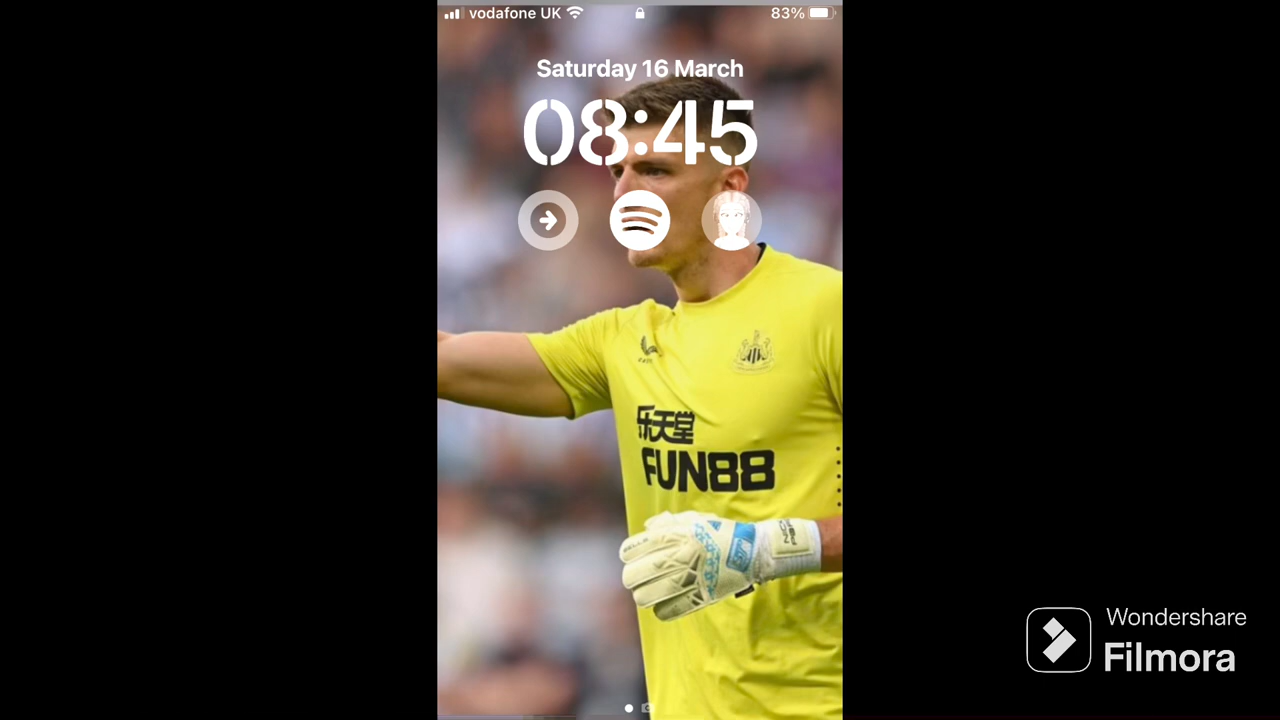 vodafone UK
83%
Saturday 16 March
08:45
乐天堂
FUN88
Wondershare
Filmora